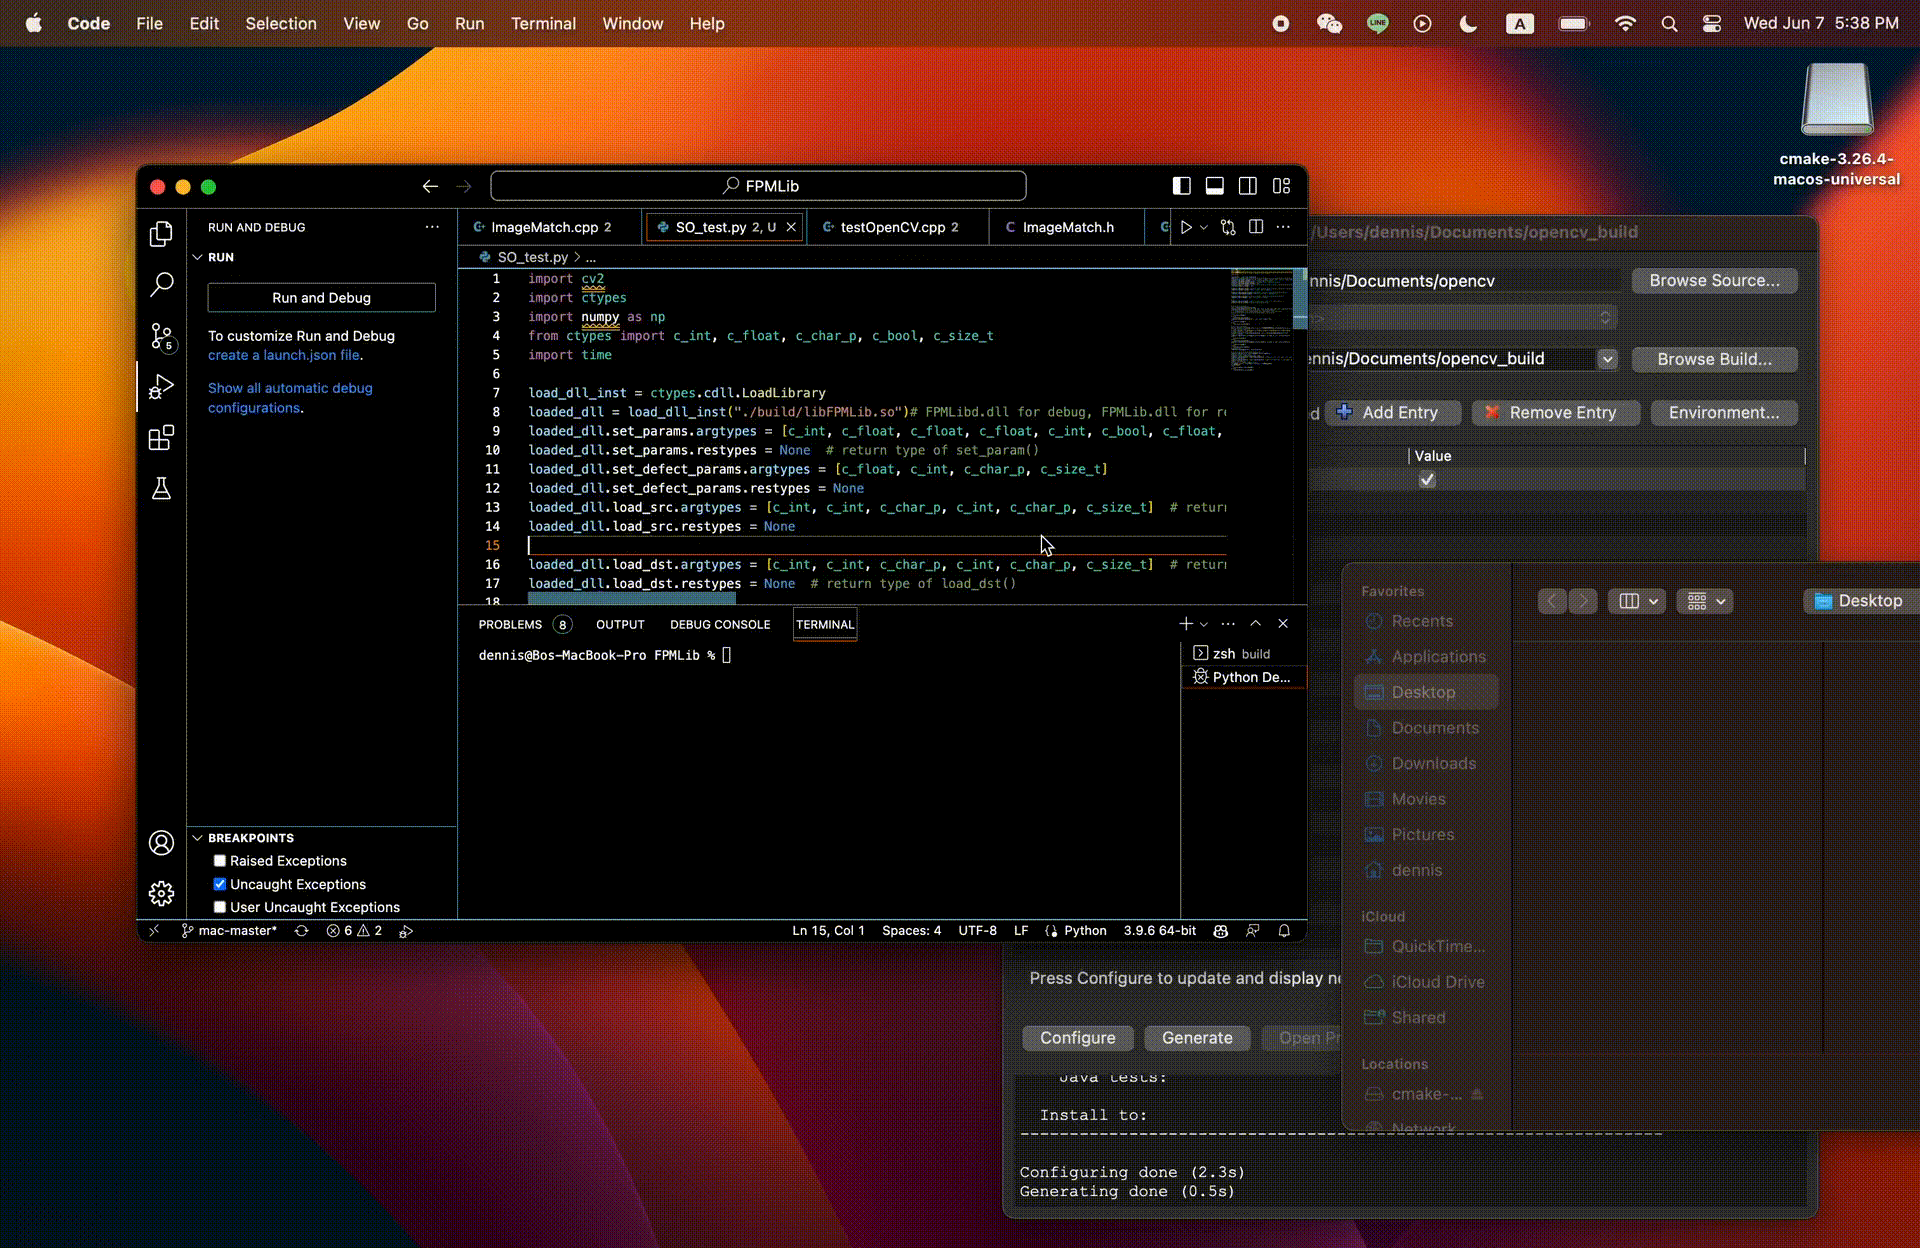 Code File Edit Selection View Go Run Terminal Window Help
LINE
A
Wed Jun 7 5:38 PM
cmake-3.26.4-
macos-universal
FPMLib
RUN AND DEBUG
RUN
Run and Debug
To customize Run and Debug
create a launch.json file.
Show all automatic debug
configurations.
5
BREAKPOINTS
Raised Exceptions
Uncaught Exceptions
User Uncaught Exceptions
ImageMatch.cpp 2
SO_test.py 2, U
testOpenCV.cpp 2
ImageMatch.h
SO_test.py > ...
1 import cv2
2 import ctypes
3 import numpy as np
4 from ctypes import c_int, c_float, c_char_p, c_bool, c_size_t
5 import time
6
7 load_dll_inst = ctypes.cdll.LoadLibrary
8 loaded_dll = load_dll_inst("./build/libFPMLib.so")# FPMLibd.dll for debug, FPMLib.dll for re
9 loaded_dll.set_params.argtypes = [c_int, c_float, c_float, c_float, c_int, c_bool, c_float,
10 loaded_dll.set_params.restypes = None # return type of set_param()
11 loaded_dll.set_defect_params.argtypes = [c_float, c_int, c_char_p, c_size_t]
12 loaded_dll.set_defect_params.restypes = None
13 loaded_dll.load_src.argtypes = [c_int, c_int, c_char_p, c_int, c_char_p, c_size_t] # return
14 loaded_dll.load_src.restypes = None
15
16 loaded_dll.load_dst.argtypes = [c_int, c_int, c_char_p, c_int, c_char_p, c_size_t] # return
17 loaded_dll.load_dst.restypes = None # return type of load_dst()
18
PROBLEMS 8 OUTPUT DEBUG CONSOLE TERMINAL
dennis@Bos-MacBook-Pro FPMLib %
zsh build
Python De...
mac-master* 6 2
Ln 15, Col 1 Spaces: 4 UTF-8 LF Python 3.9.6 64-bit
/Users/dennis/Documents/opencv_build
nnis/Documents/opencv
Browse Source...
nnis/Documents/opencv_build
Browse Build...
d
Add Entry
Remove Entry
Environment...
Value
Favorites
Recents
Applications
Desktop
Documents
Downloads
Movies
Pictures
dennis
iCloud
QuickTime...
iCloud Drive
Shared
Locations
cmake-...
Network
Desktop
Press Configure to update and display ne
Configure
Generate
Open Pr
Java tests:
Install to:
-----------------------------------------------------------------
Configuring done (2.3s)
Generating done (0.5s)